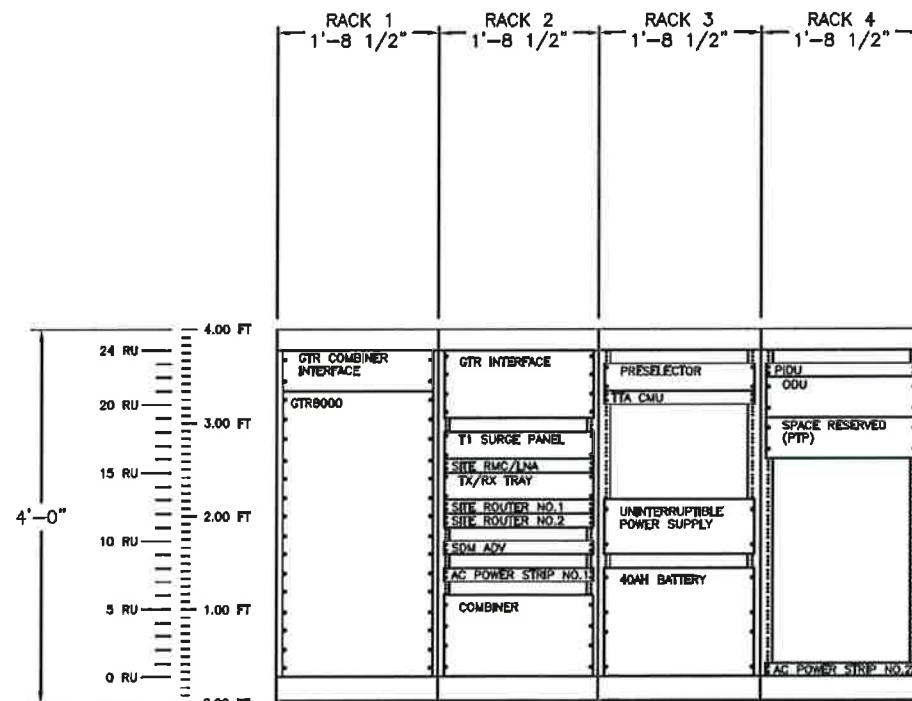 RACK 1
1'-8 1/2"
RACK 2
1'-8 1/2"
RACK 3
1'-8 1/2"
RACK 4
1'-8 1/2"
4'-0"
24 RU
20 RU
15 RU
10 RU
5 RU
0 RU
4.00 FT
3.00 FT
2.00 FT
1.00 FT
GTR COMBINER
INTERFACE
GTR8000
GTR INTERFACE
T1 SURGE PANEL
SITE RMC/LNA
TX/RX TRAY
SITE ROUTER NO.1
SITE ROUTER NO.2
SDM ADV
AC POWER STRIP NO.1
COMBINER
PRESELECTOR
TTA CMU
UNINTERRUPTIBLE
POWER SUPPLY
40AH BATTERY
PIDU
ODU
SPACE RESERVED
(PTP)
AC POWER STRIP NO.2